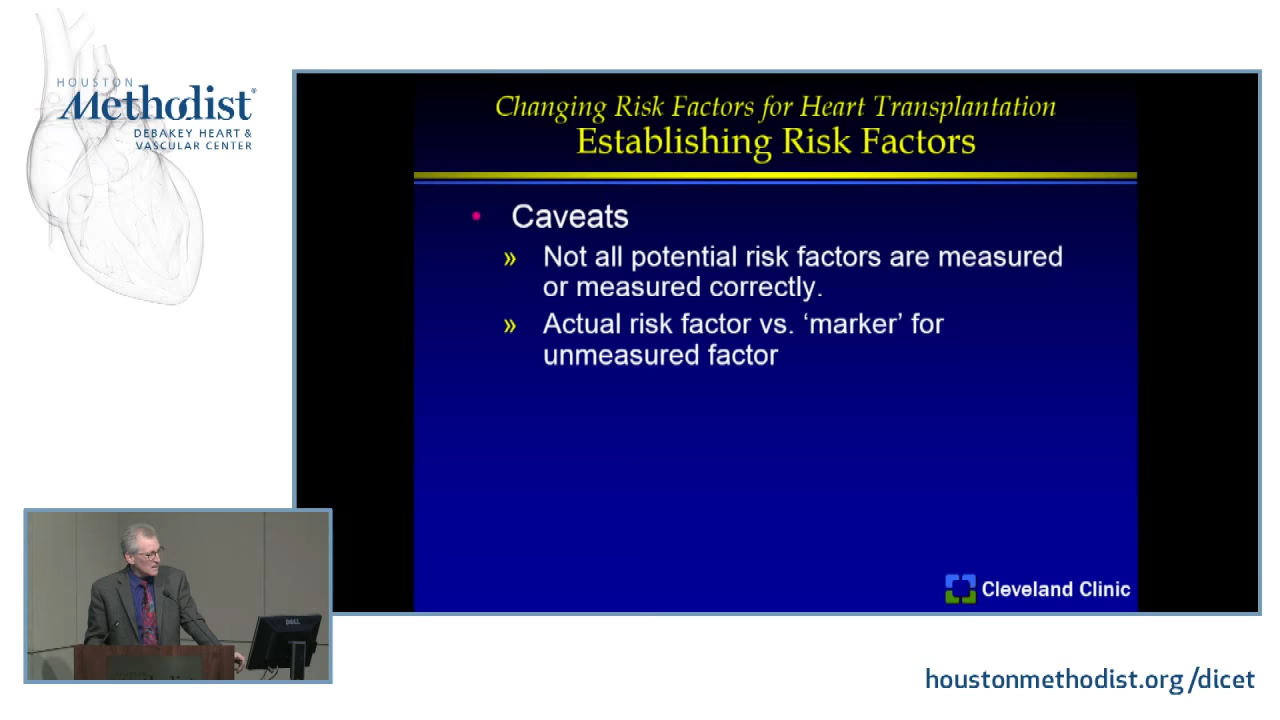 HOUSTON
Methodist®
DEBAKEY HEART &
VASCULAR CENTER
Changing Risk Factors for Heart Transplantation
Establishing Risk Factors
• Caveats
» Not all potential risk factors are measured
or measured correctly.
» Actual risk factor vs. ‘marker’ for
unmeasured factor
Cleveland Clinic
DELL
houstonmethodist.org/dicet